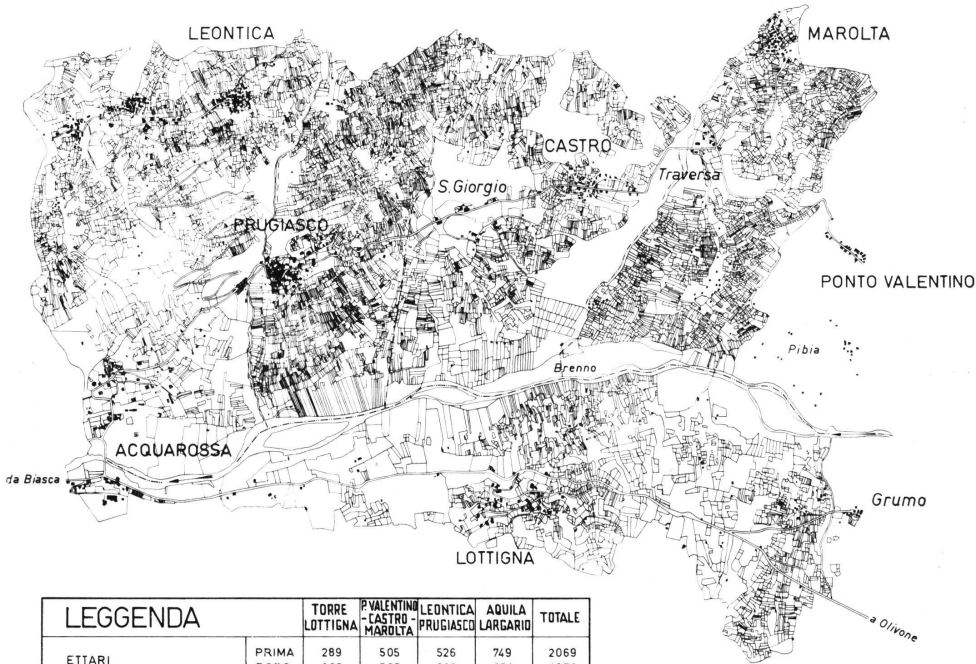 LEONTICA
MAROLTA
CASTRO
Traversa
S. Giorgio
PRUGIASCO
PONTO VALENTINO
Pibia
Brenno
ACQUAROSSA
da Biasca
Grumo
LOTTIGNA
a Olivone
LEGGENDA
TORRE LOTTIGNA
P. VALENTINO - CASTRO - MAROLTA
LEONTICA PRUGIASCO
AQUILA LARGARIO
TOTALE
ETTARI
PRIMA 289 505 526 749 2069